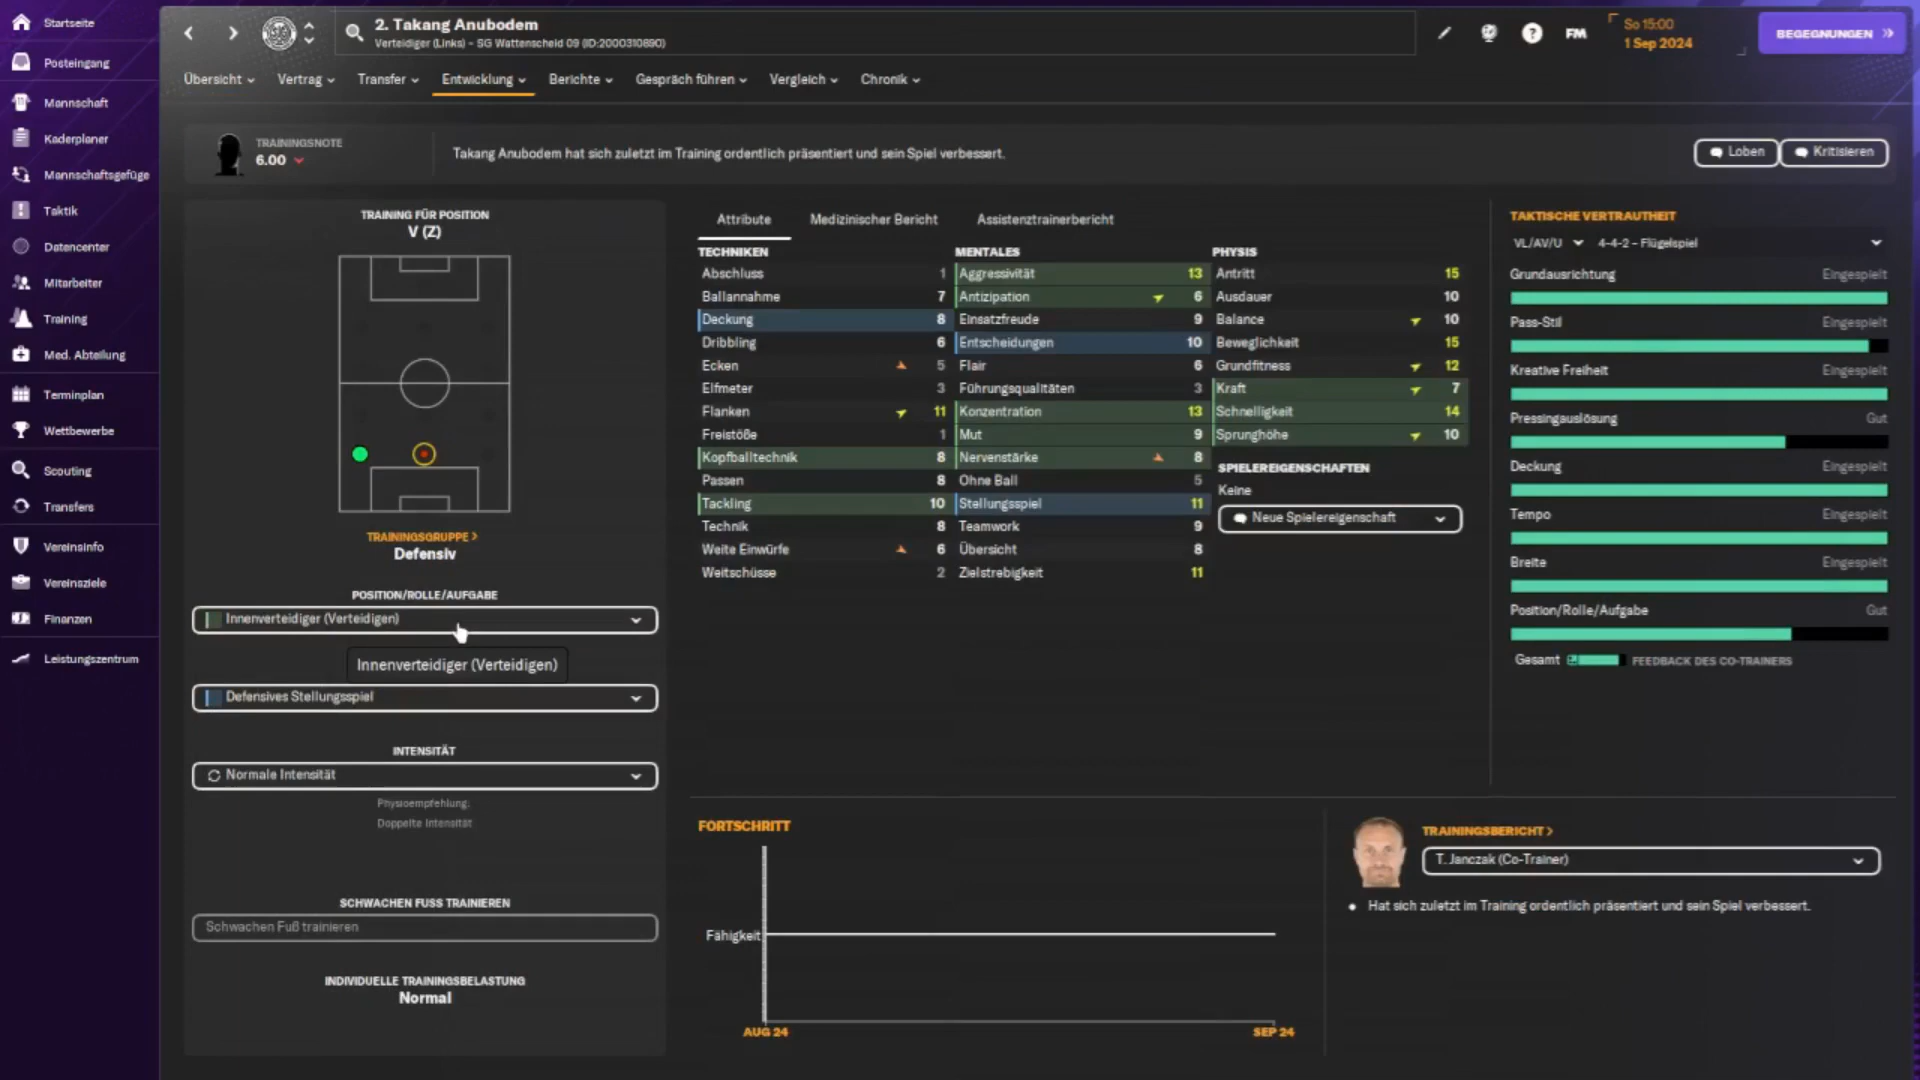 Startseite
Posteingang
Mannschaft
Kaderplaner
Mannschaftsgefüge
Taktik
Datencenter
Mitarbeiter
Training
Med. Abteilung
Terminplan
Wettbewerbe
Scouting
Transfers
Vereinsinfo
Vereinsziele
Finanzen
Leistungszentrum
2. Takang Anubodem
Verteidiger (Links) - SG Wattenscheid 09 (ID:2000310890)
FM
So 15:00
1 Sep 2024
BEGEGNUNGEN
Übersicht
Vertrag
Transfer
Entwicklung
Berichte
Gespräch führen
Vergleich
Chronik
TRAININGSNOTE
6.00
Takang Anubodem hat sich zuletzt im Training ordentlich präsentiert und sein Spiel verbessert.
Loben
Kritisieren
TRAINING FÜR POSITION
V (Z)
TRAININGSGRUPPE >
Defensiv
POSITION/ROLLE/AUFGABE
Innenverteidiger (Verteidigen)
Innenverteidiger (Verteidigen)
Defensives Stellungsspiel
INTENSITÄT
Normale Intensität
Physioempfehlung:
Doppelte Intensität
SCHWACHEN FUSS TRAINIEREN
Schwachen Fuß trainieren
INDIVIDUELLE TRAININGSBELASTUNG
Normal
Attribute
Medizinischer Bericht
Assistenztrainerbericht
TECHNIKEN
Abschluss 1
Ballannahme 7
Deckung 8
Dribbling 6
Ecken 5
Elfmeter 3
Flanken 11
Freistöße 1
Kopfballtechnik 8
Passen 8
Tackling 10
Technik 8
Weite Einwürfe 6
Weitschüsse 2
MENTALES
Aggressivität 13
Antizipation 6
Einsatzfreude 9
Entscheidungen 10
Flair 6
Führungsqualitäten 3
Konzentration 13
Mut 9
Nervenstärke 8
Ohne Ball 5
Stellungsspiel 11
Teamwork 9
Übersicht 8
Zielstrebigkeit 11
PHYSIS
Antritt 15
Ausdauer 10
Balance 10
Beweglichkeit 15
Grundfitness 12
Kraft 7
Schnelligkeit 14
Sprunghöhe 10
SPIELEREIGENSCHAFTEN
Keine
Neue Spielereigenschaft
TAKTISCHE VERTRAUTHEIT
VL/AV/U
4-4-2 - Flügelspiel
Grundausrichtung Eingespielt
Pass-Stil Eingespielt
Kreative Freiheit Eingespielt
Pressingauslösung Gut
Deckung Eingespielt
Tempo Eingespielt
Breite Eingespielt
Position/Rolle/Aufgabe Gut
Gesamt
FEEDBACK DES CO-TRAINERS
FORTSCHRITT
Fähigkeit
AUG 24
SEP 24
TRAININGSBERICHT >
T. Janczak (Co-Trainer)
Hat sich zuletzt im Training ordentlich präsentiert und sein Spiel verbessert.